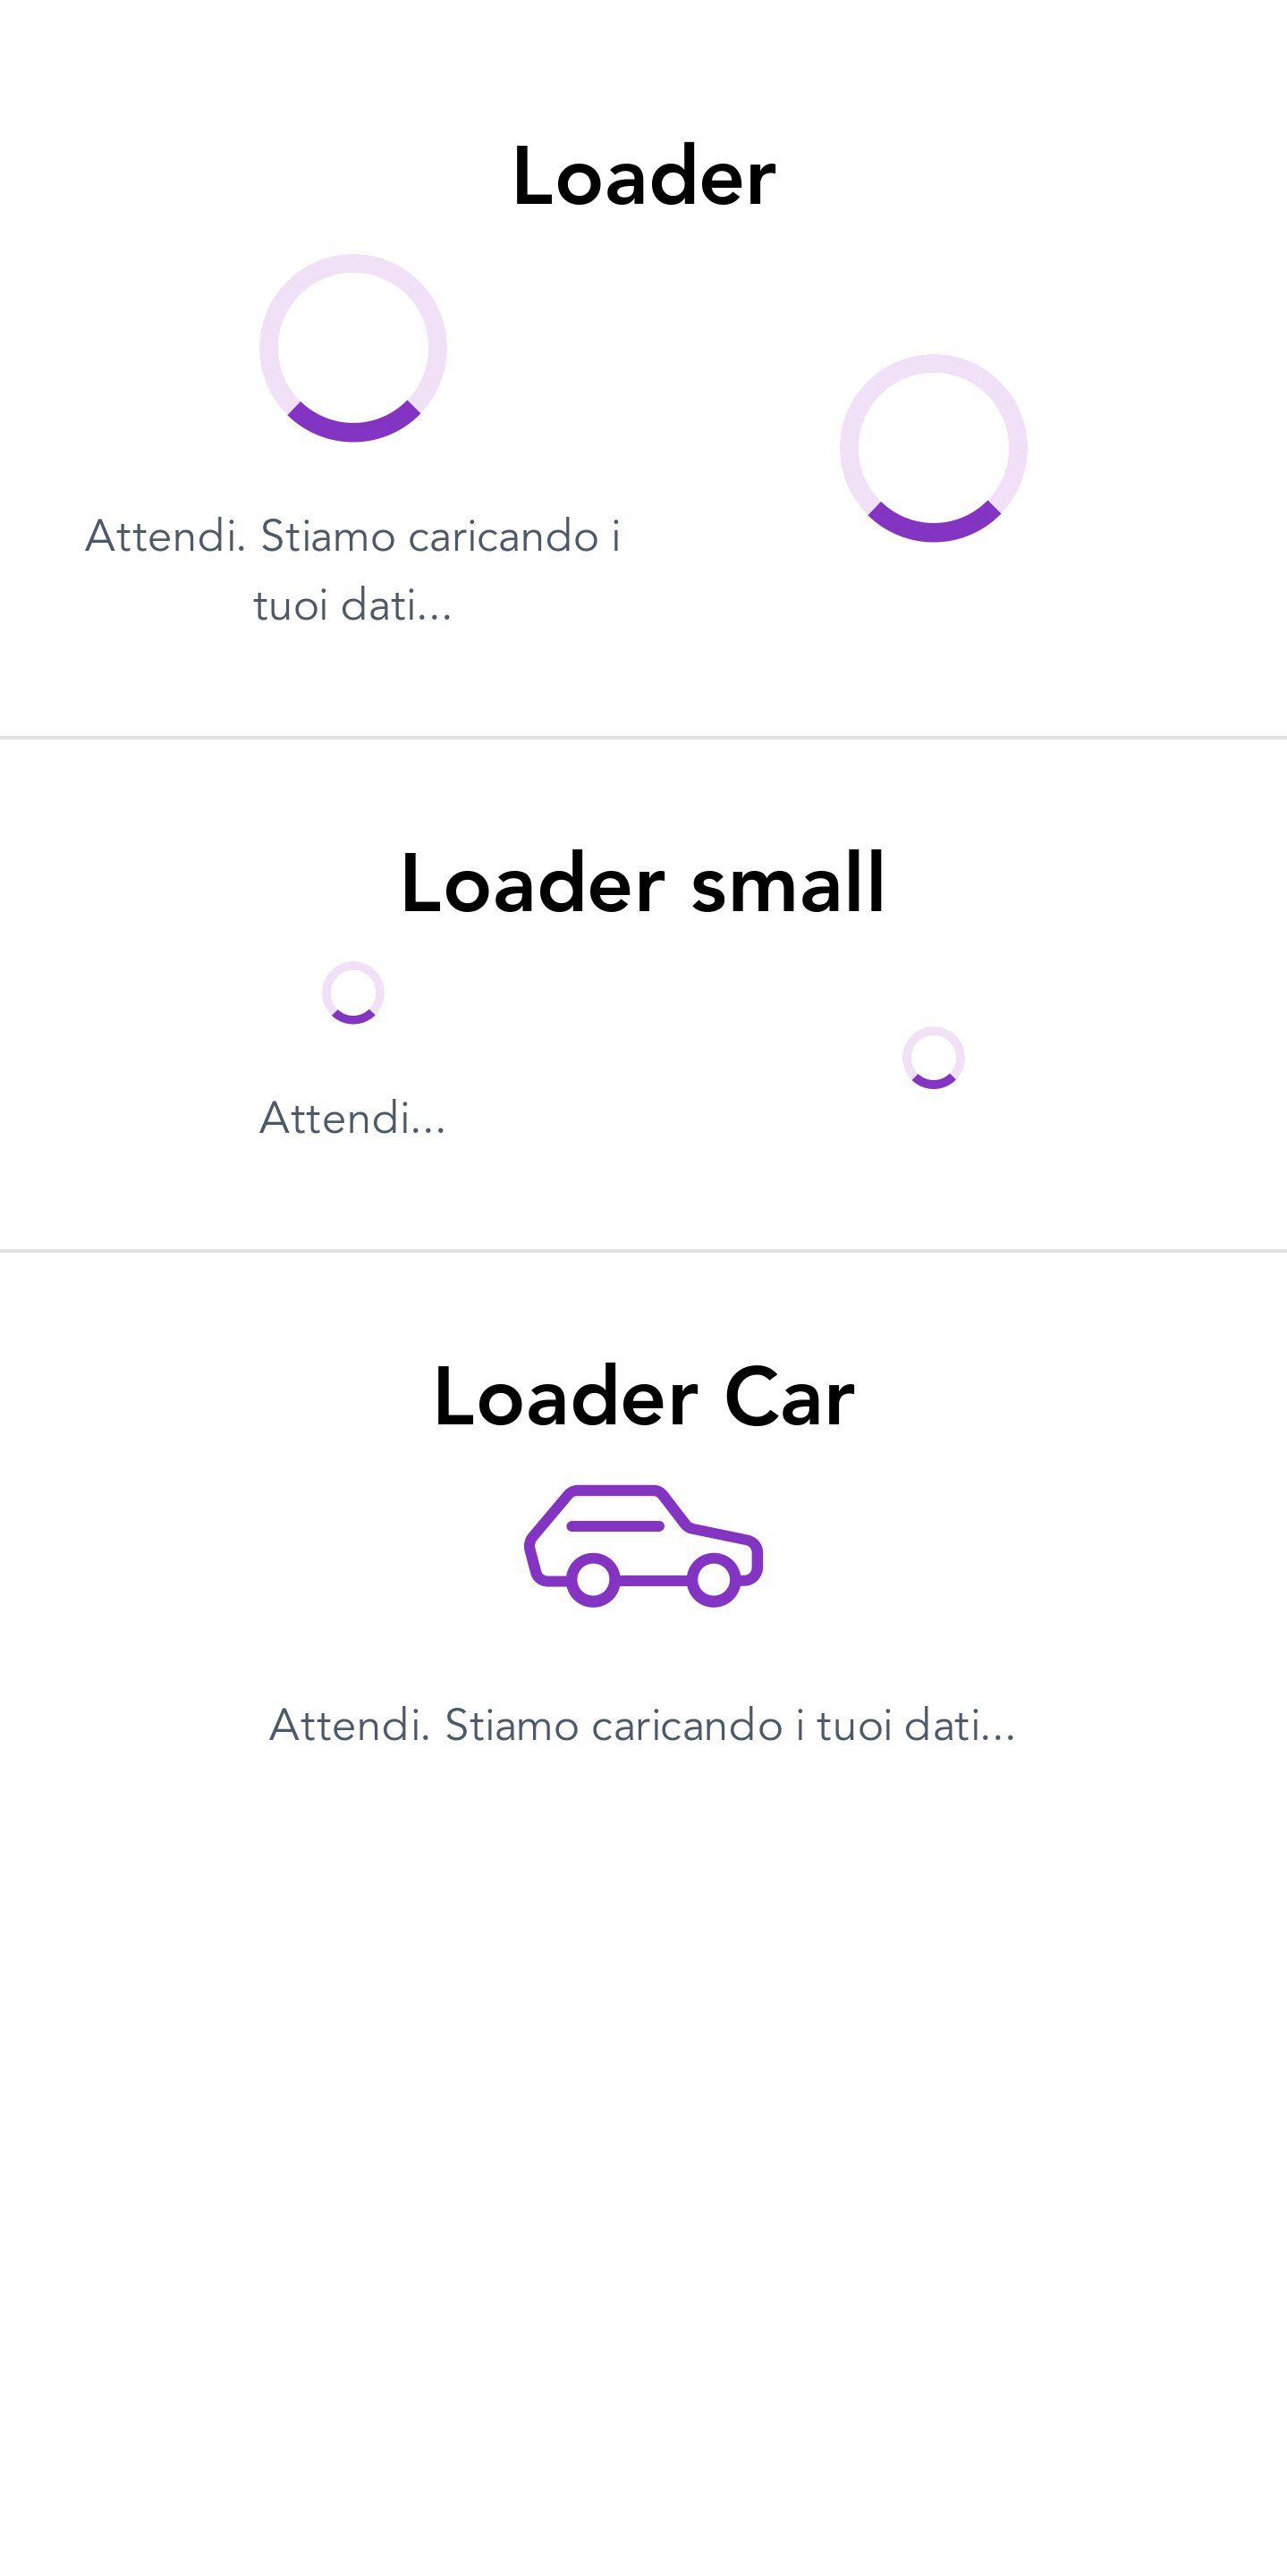 Loader
Attendi. Stiamo caricando i
tuoi dati...
Loader small
Attendi...
Loader Car
Attendi. Stiamo caricando i tuoi dati...